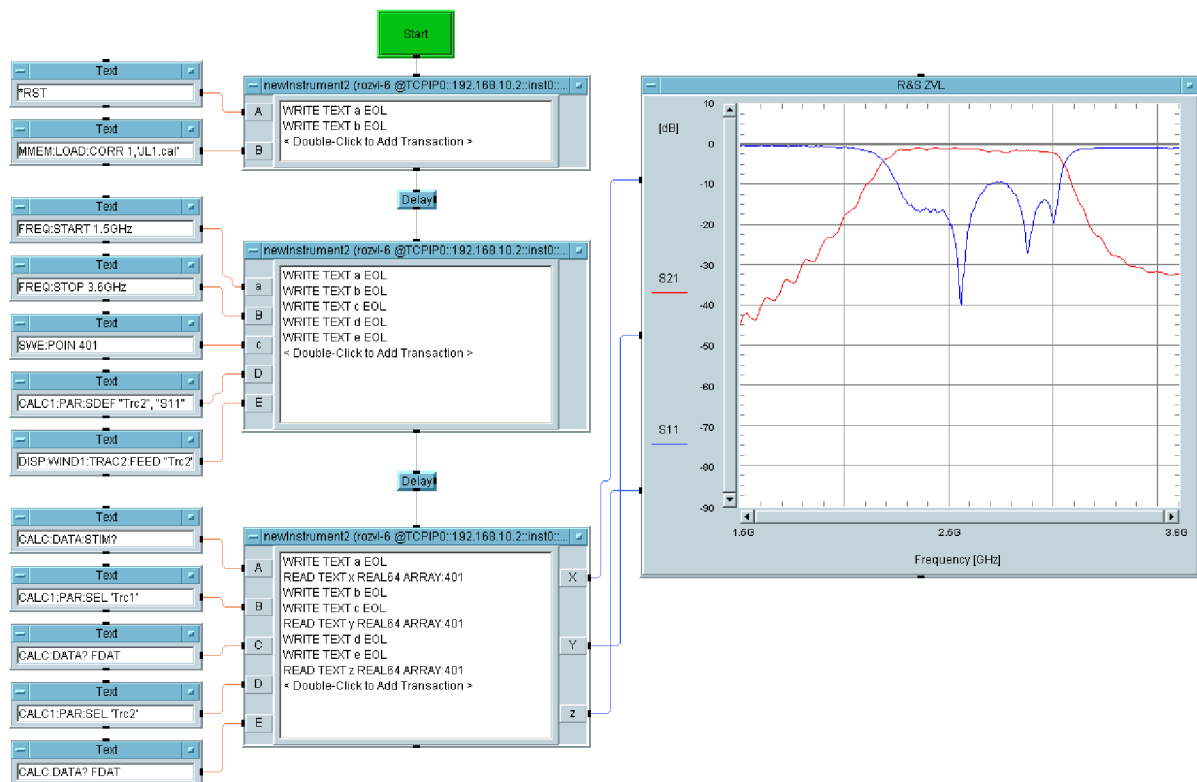 Start
Text
*RST
Text
MMEM:LOAD:CORR 1,'JL1.cal'
newInstrument2 (rozvl-6 @TCPIP0::192.168.10.2::inst0::...
A
B
WRITE TEXT a EOL
WRITE TEXT b EOL
< Double-Click to Add Transaction >
Delay
Text
FREQ:START 1.5GHz
Text
FREQ:STOP 3.6GHz
Text
SWE:POIN 401
Text
CALC1:PAR:SDEF "Trc2", "S11"
Text
DISP:WIND1:TRAC2:FEED "Trc2'
newInstrument2 (rozvl-6 @TCPIP0::192.168.10.2::inst0::...
a
B
c
D
E
WRITE TEXT a EOL
WRITE TEXT b EOL
WRITE TEXT c EOL
WRITE TEXT d EOL
WRITE TEXT e EOL
< Double-Click to Add Transaction >
Delay
Text
CALC:DATA:STIM?
Text
CALC1:PAR:SEL 'Trc1'
Text
CALC:DATA? FDAT
Text
CALC1:PAR:SEL 'Trc2'
Text
CALC:DATA? FDAT
newInstrument2 (rozvl-6 @TCPIP0::192.168.10.2::inst0::...
A
B
C
D
E
WRITE TEXT a EOL
READ TEXT x REAL64 ARRAY:401
WRITE TEXT b EOL
WRITE TEXT c EOL
READ TEXT y REAL64 ARRAY:401
WRITE TEXT d EOL
WRITE TEXT e EOL
READ TEXT z REAL64 ARRAY:401
< Double-Click to Add Transaction >
X
Y
z
R&S ZVL
[dB]
S21
S11
10
0
-10
-20
-30
-40
-50
-60
-70
-80
-90
1.6G
2.6G
3.6G
Frequency [GHz]